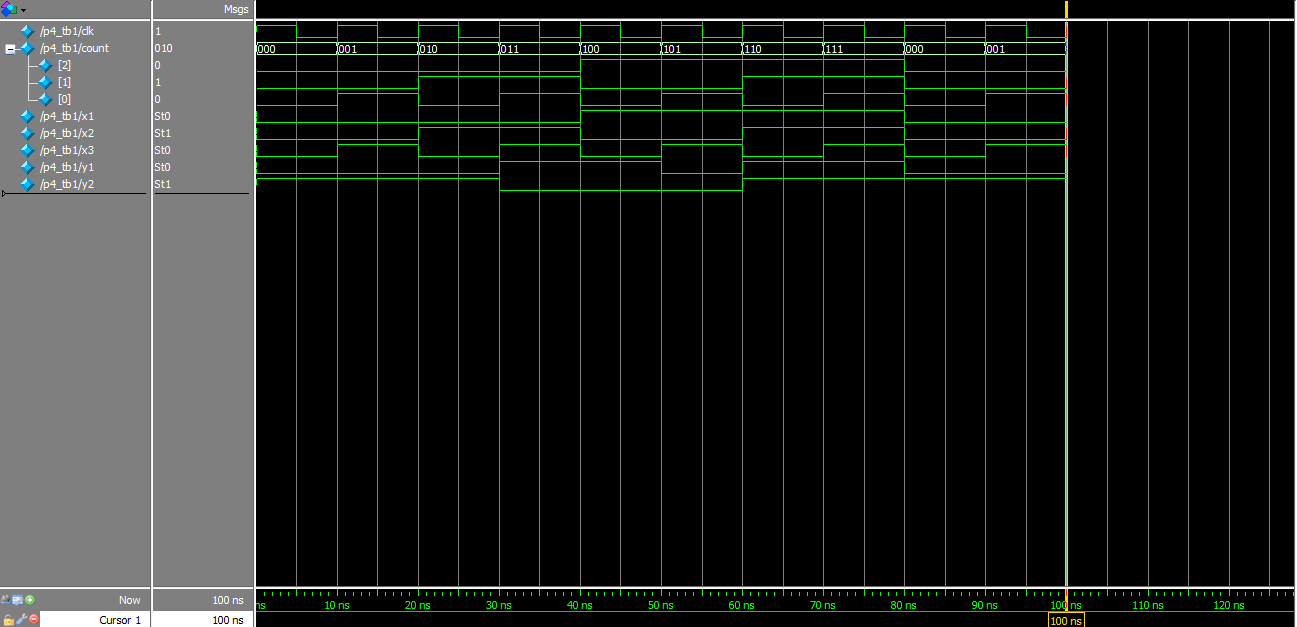 Msgs
/p4_tb1/clk 1
/p4_tb1/count 010 000 001 010 011 100 101 110 111 000 001
[2] 0
[1] 1
[0] 0
/p4_tb1/x1 St0
/p4_tb1/x2 St1
/p4_tb1/x3 St0
/p4_tb1/y1 St0
/p4_tb1/y2 St1
Now 100 ns ns 10 ns 20 ns 30 ns 40 ns 50 ns 60 ns 70 ns 80 ns 90 ns 100 ns 110 ns 120 ns
Cursor 1 100 ns 100 ns